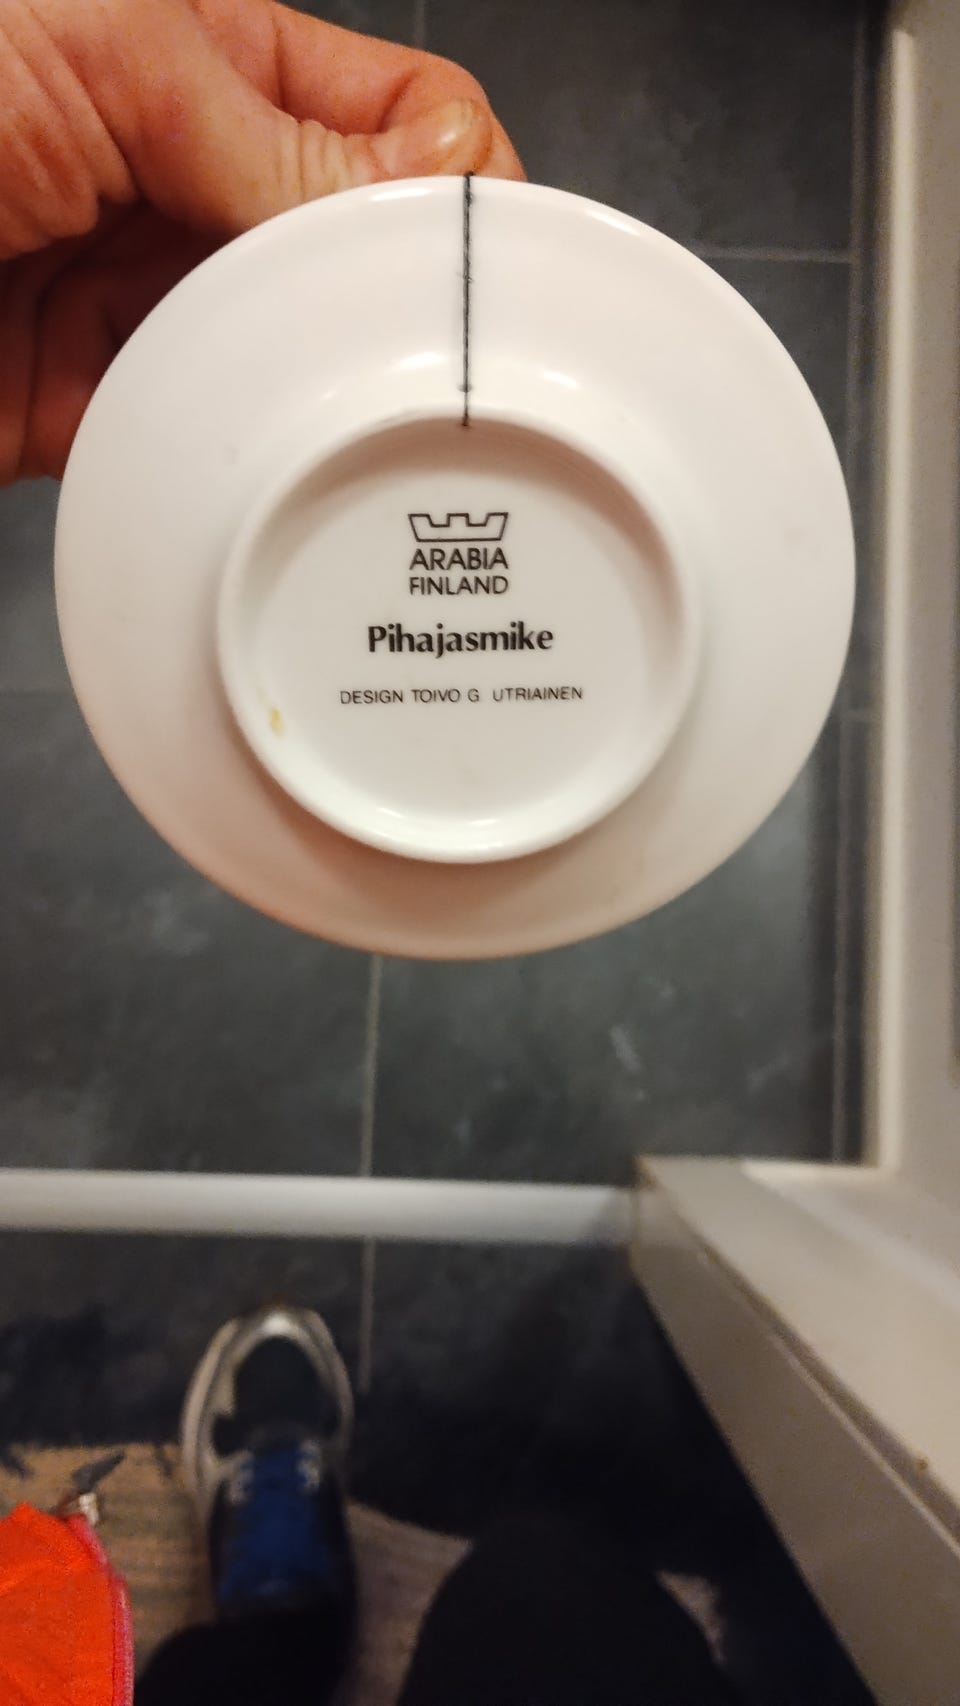 ARABIA
FINLAND
Pihajasmike
DESIGN TOIVO G UTRIAINEN